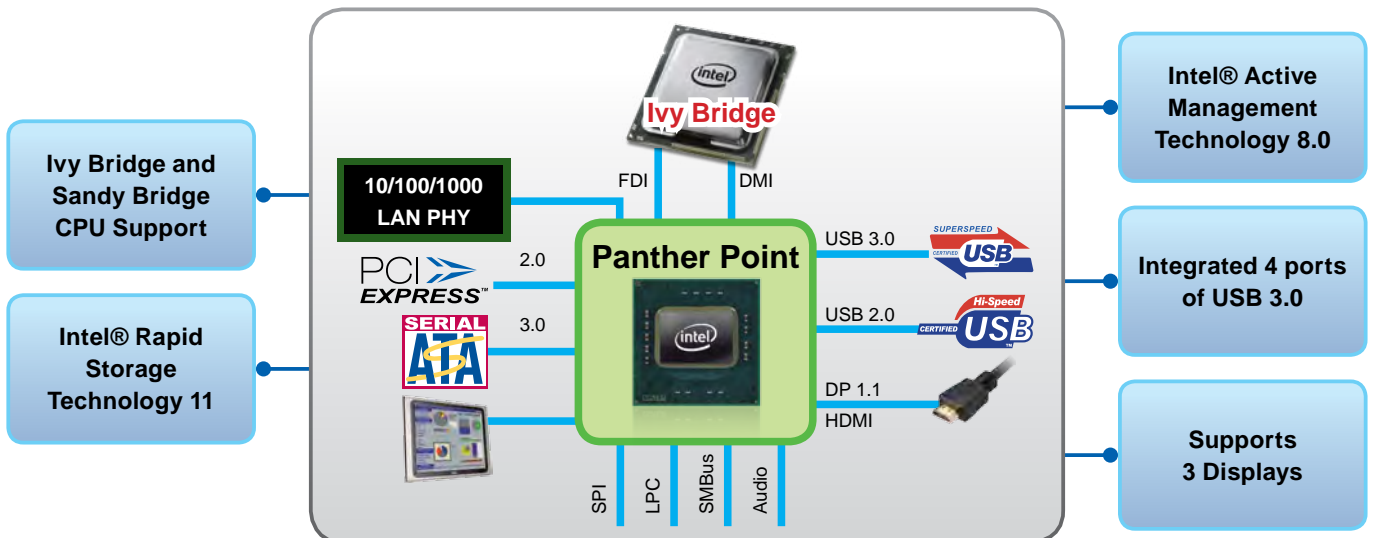 Ivy Bridge and
Sandy Bridge
CPU Support
Intel® Rapid
Storage
Technology 11
intel
Ivy Bridge
FDI
DMI
10/100/1000
LAN PHY
PCI
EXPRESS™
2.0
SERIAL
ATA
3.0
Panther Point
intel
USB 3.0
SUPERSPEED
CERTIFIED
USB
USB 2.0
Hi-Speed
CERTIFIED
USB
™
DP 1.1
HDMI
SPI
LPC
SMBus
Audio
Intel® Active
Management
Technology 8.0
Integrated 4 ports
of USB 3.0
Supports
3 Displays